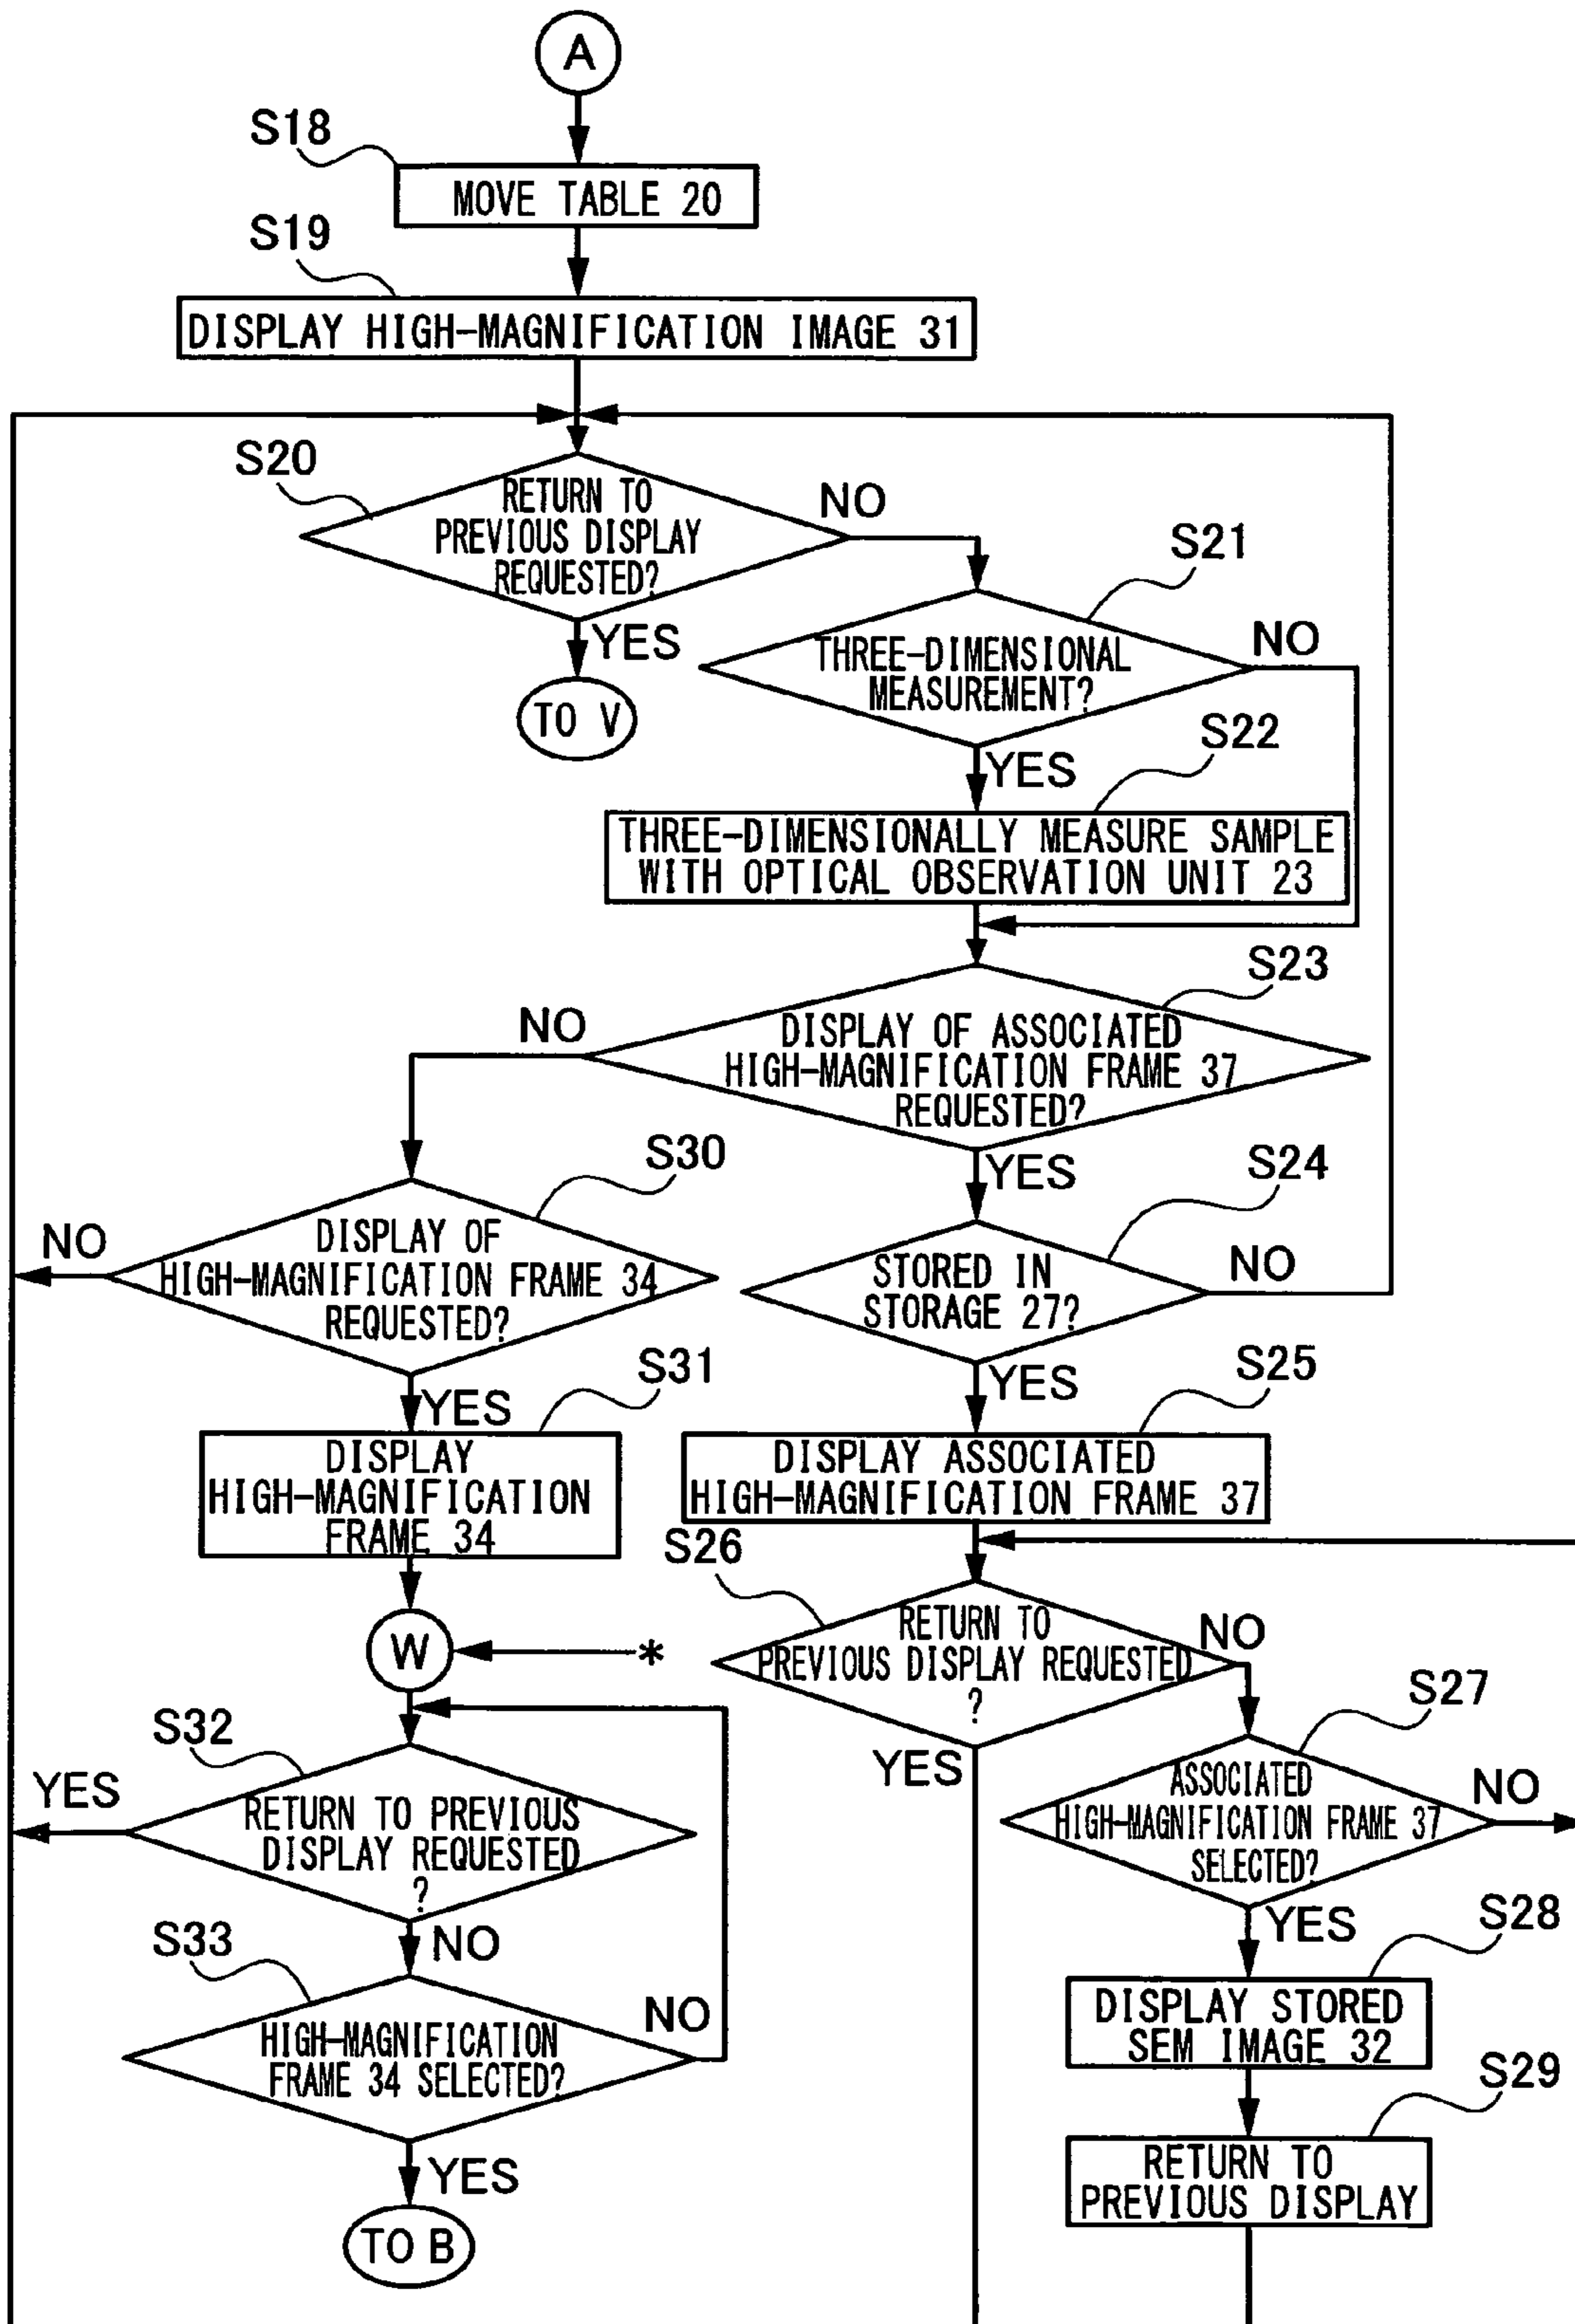 A
S18
MOVE TABLE 20
S19
DISPLAY HIGH-MAGNIFICATION IMAGE 31
S20
RETURN TO
PREVIOUS DISPLAY
REQUESTED?
NO
YES
TO V
S21
THREE-DIMENSIONAL
MEASUREMENT?
NO
YES
S22
THREE-DIMENSIONALLY MEASURE SAMPLE
WITH OPTICAL OBSERVATION UNIT 23
S23
DISPLAY OF ASSOCIATED
HIGH-MAGNIFICATION FRAME 37
REQUESTED?
NO
YES
S30
DISPLAY OF
HIGH-MAGNIFICATION FRAME 34
REQUESTED?
NO
YES
S24
STORED IN
STORAGE 27?
NO
YES
S31
DISPLAY
HIGH-MAGNIFICATION
FRAME 34
S25
DISPLAY ASSOCIATED
HIGH-MAGNIFICATION FRAME 37
W
*
S26
RETURN TO
PREVIOUS DISPLAY REQUESTED
?
NO
YES
S32
RETURN TO PREVIOUS
DISPLAY REQUESTED
?
YES
NO
S27
ASSOCIATED
HIGH-MAGNIFICATION FRAME 37
SELECTED?
NO
YES
S33
HIGH-MAGNIFICATION
FRAME 34 SELECTED?
NO
YES
TO B
S28
DISPLAY STORED
SEM IMAGE 32
S29
RETURN TO
PREVIOUS DISPLAY